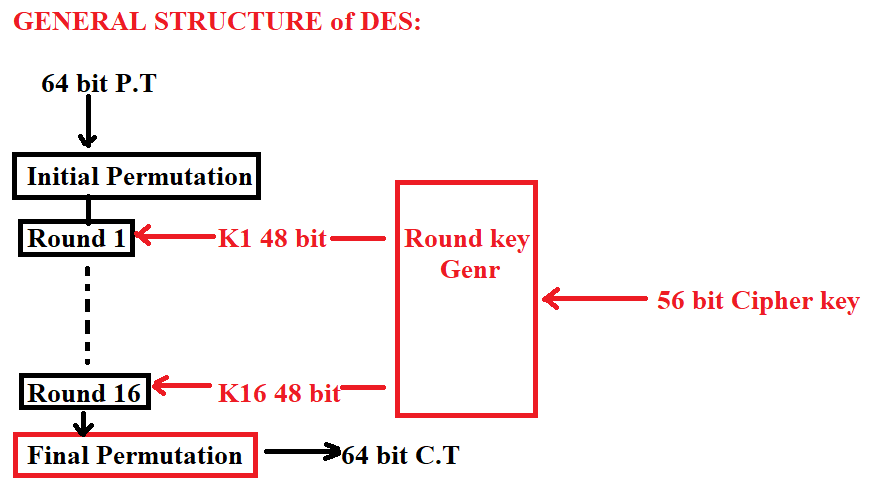 GENERAL STRUCTURE of DES:
64 bit P.T
Initial Permutation
Round 1
K1 48 bit
Round key
Genr
56 bit Cipher key
Round 16
K16 48 bit
Final Permutation
64 bit C.T